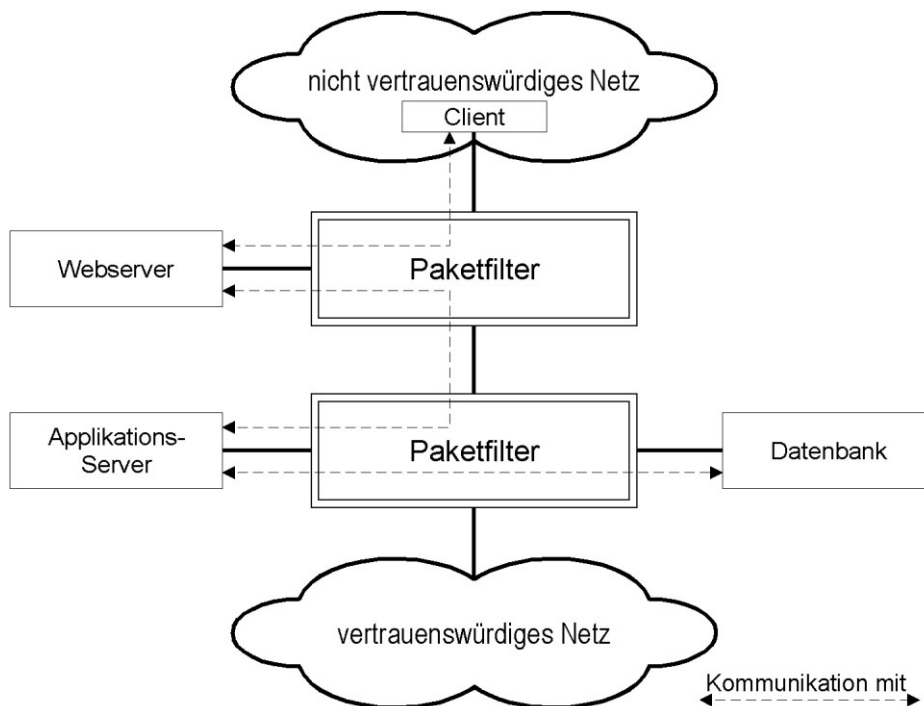 nicht vertrauenswürdiges Netz
Client
Webserver
Paketfilter
Applikations-
Server
Paketfilter
Datenbank
vertrauenswürdiges Netz
Kommunikation mit